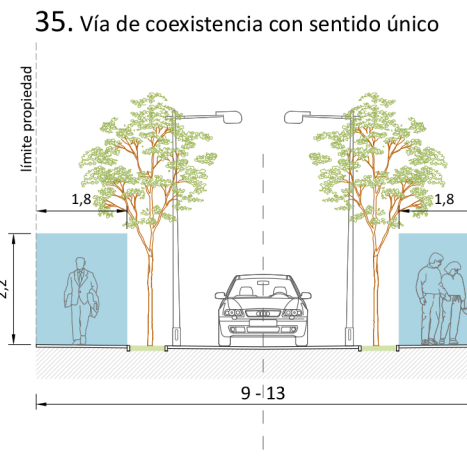 35. Vía de coexistencia con sentido único
límite propiedad
1,8
1,8
2,2
9 - 13